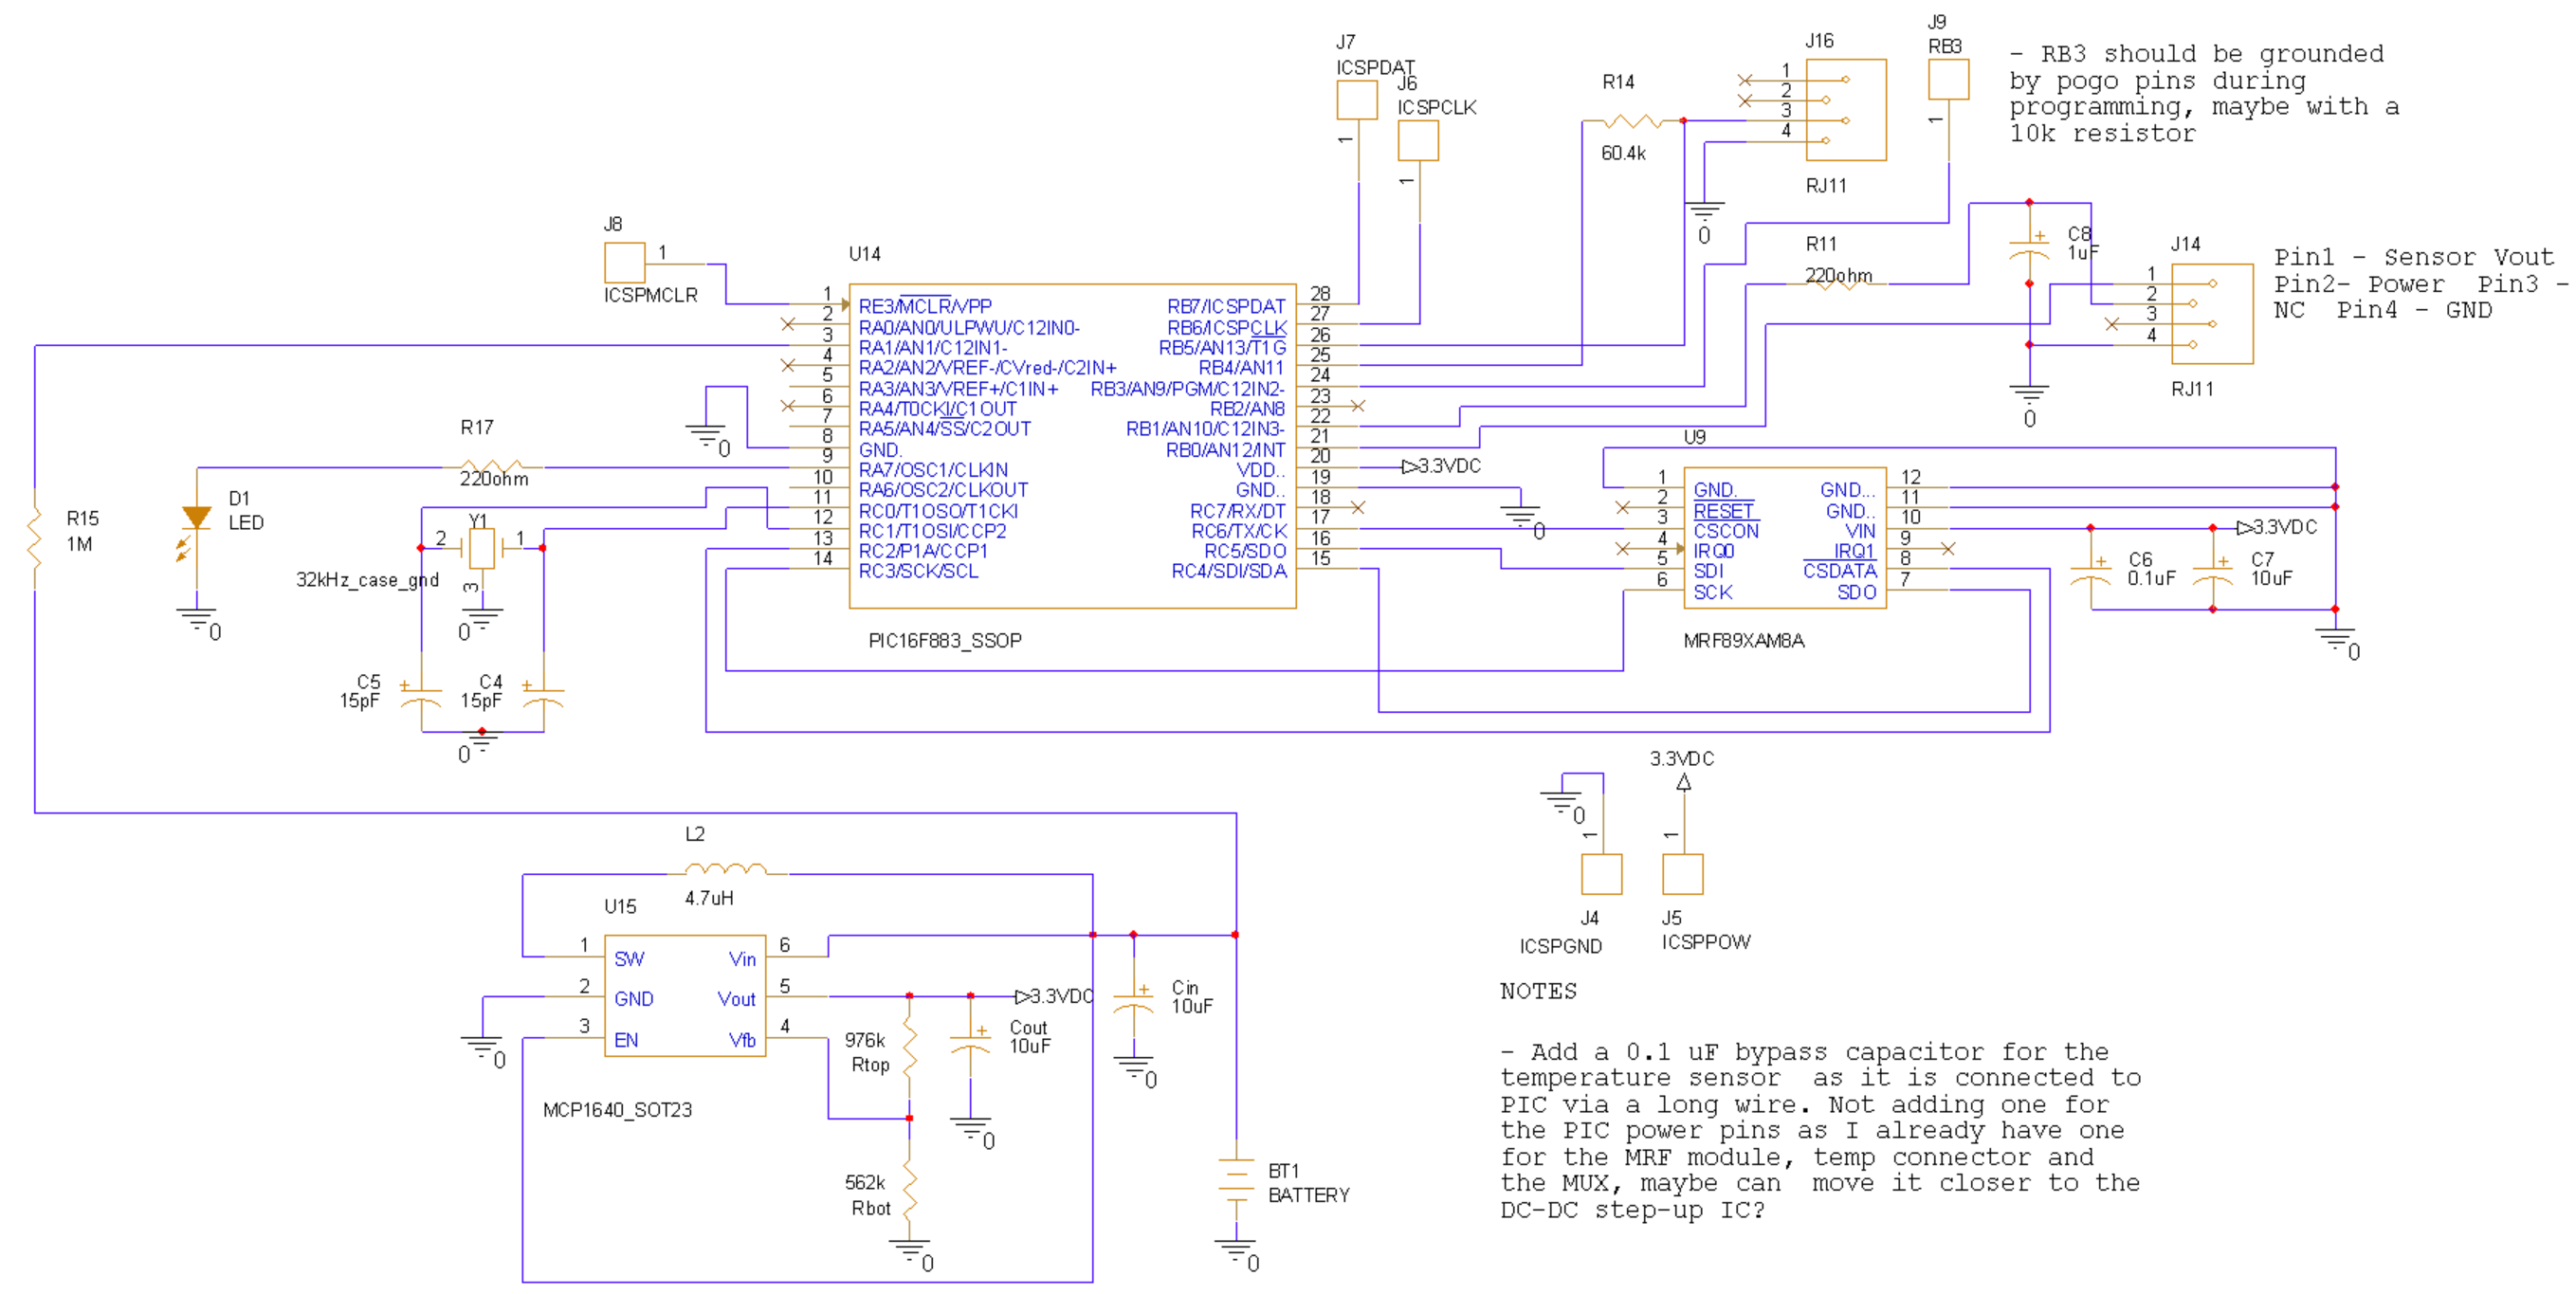 J9
RB3
- RB3 should be grounded
by pogo pins during
programming, maybe with a
10k resistor
J7
ICSPDAT
J6
ICSPCLK
1
1
R14
60.4k
J16
1
2
3
4
RJ11
1
0
J8
1
ICSPMCLR
R11
220ohm
C8
1uF
0
J14
1
2
3
4
RJ11
Pin1 - Sensor Vout
Pin2- Power Pin3 -
NC Pin4 - GND
U14
1
2
3
4
5
6
7
8
9
10
11
12
13
14
RE3/MCLR/VPP
RA0/AN0/ULPWU/C12IN0-
RA1/AN1/C12IN1-
RA2/AN2/VREF-/CVred-/C2IN+
RA3/AN3/VREF+/C1IN+
RA4/T0CKI/C1OUT
RA5/AN4/SS/C2OUT
GND.
RA7/OSC1/CLKIN
RA6/OSC2/CLKOUT
RC0/T1OSO/T1CKI
RC1/T1OSI/CCP2
RC2/P1A/CCP1
RC3/SCK/SCL
RB7/ICSPDAT
RB6/ICSPCLK
RB5/AN13/T1G
RB4/AN11
RB3/AN9/PGM/C12IN2-
RB2/AN8
RB1/AN10/C12IN3-
RB0/AN12/INT
VDD..
GND..
RC7/RX/DT
RC6/TX/CK
RC5/SDO
RC4/SDI/SDA
28
27
26
25
24
23
22
21
20
19
18
17
16
15
PIC16F883_SSOP
3.3VDC
0
0
R17
220ohm
D1
LED
0
R15
1M
Y1
2
1
3
32kHz_case_gnd
0
C5
15pF
C4
15pF
0
U9
1
2
3
4
5
6
GND.
RESET
CSCON
IRQ0
SDI
SCK
GND...
GND..
VIN
IRQ1
CSDATA
SDO
12
11
10
9
8
7
MRF89XAM8A
3.3VDC
C6
0.1uF
C7
10uF
0
3.3VDC
0
1
1
J4
ICSPGND
J5
ICSPPOW
L2
4.7uH
U15
1
2
3
SW
GND
EN
Vin
Vout
Vfb
6
5
4
MCP1640_SOT23
0
3.3VDC
976k
Rtop
Cout
10uF
0
Cin
10uF
0
562k
Rbot
0
BT1
BATTERY
0
NOTES
- Add a 0.1 uF bypass capacitor for the
temperature sensor as it is connected to
PIC via a long wire. Not adding one for
the PIC power pins as I already have one
for the MRF module, temp connector and
the MUX, maybe can move it closer to the
DC-DC step-up IC?